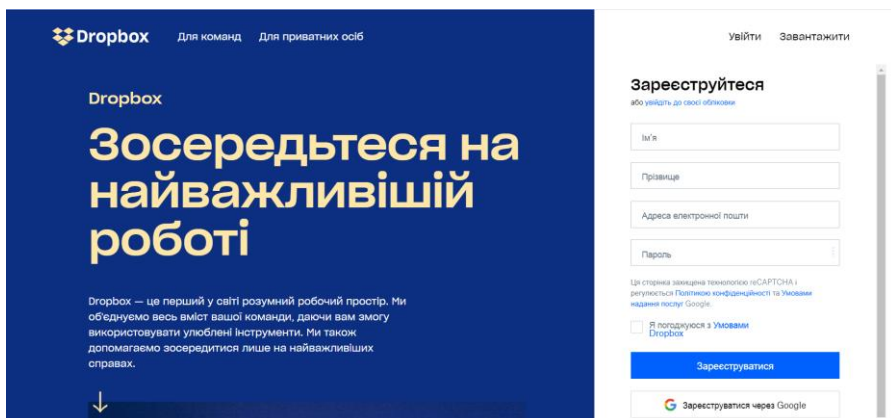 Dropbox Для команд Для приватних осіб Увійти Завантажити
Dropbox
Зосередьтеся на
найважливішій
роботі
Dropbox — це перший у світі розумний робочий простір. Ми
об'єднуємо весь вміст вашої команди, даючи вам змогу
використовувати улюблені інструменти. Ми також
допомагаємо зосередитися лише на найважливіших
справах.
Зареєструйтеся
або увійдіть до своєї обліковки
Ім'я
Прізвище
Адреса електронної пошти
Пароль
Ця сторінка захищена технологією reCAPTCHA і
регулюється Політикою конфіденційності та Умовами
надання послуг Google.
Я погоджуюся з Умовами
Dropbox
Зареєструватися
Зареєструватися через Google